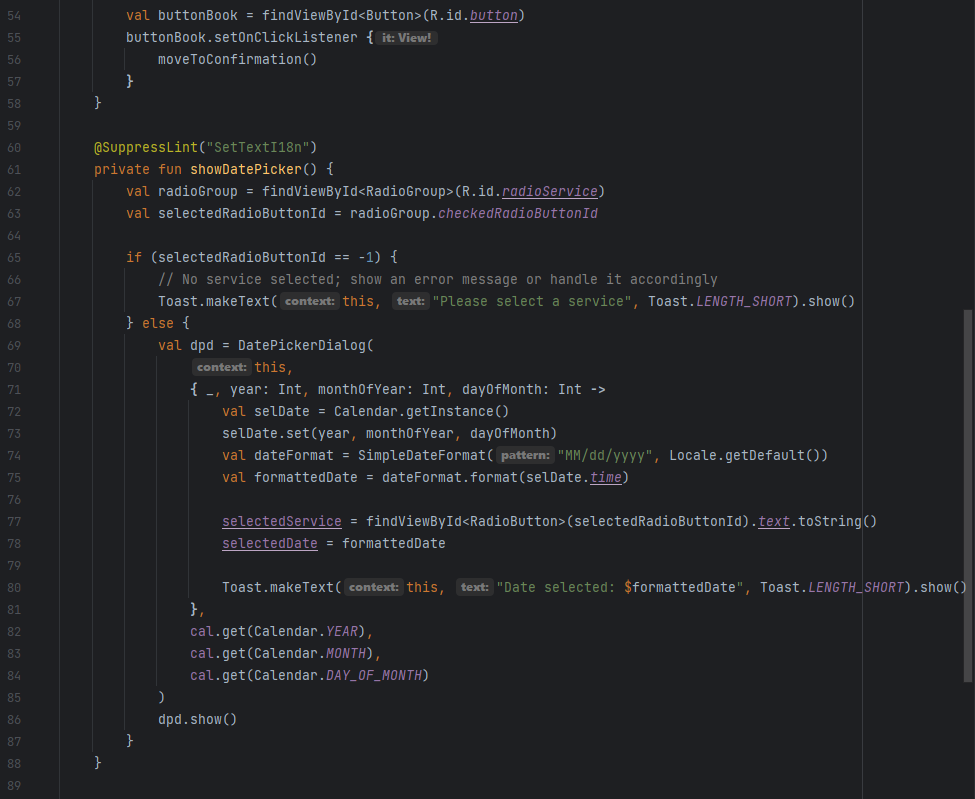 54 val buttonBook = findViewById<Button>(R.id.button)
55 buttonBook.setOnClickListener { it: View!
56 moveToConfirmation()
57 }
58 }
59
60 @SuppressLint("SetTextI18n")
61 private fun showDatePicker() {
62 val radioGroup = findViewById<RadioGroup>(R.id.radioService)
63 val selectedRadioButtonId = radioGroup.checkedRadioButtonId
64
65 if (selectedRadioButtonId == -1) {
66 // No service selected; show an error message or handle it accordingly
67 Toast.makeText( context: this, text: "Please select a service", Toast.LENGTH_SHORT).show()
68 } else {
69 val dpd = DatePickerDialog(
70 context: this,
71 { _, year: Int, monthOfYear: Int, dayOfMonth: Int ->
72 val selDate = Calendar.getInstance()
73 selDate.set(year, monthOfYear, dayOfMonth)
74 val dateFormat = SimpleDateFormat( pattern: "MM/dd/yyyy", Locale.getDefault())
75 val formattedDate = dateFormat.format(selDate.time)
76
77 selectedService = findViewById<RadioButton>(selectedRadioButtonId).text.toString()
78 selectedDate = formattedDate
79
80 Toast.makeText( context: this, text: "Date selected: $formattedDate", Toast.LENGTH_SHORT).show()
81 },
82 cal.get(Calendar.YEAR),
83 cal.get(Calendar.MONTH),
84 cal.get(Calendar.DAY_OF_MONTH)
85 )
86 dpd.show()
87 }
88 }
89